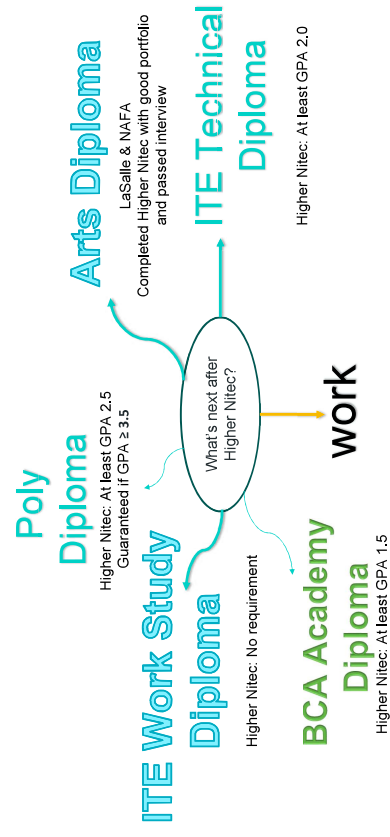 Poly
Diploma
Higher Nitec: At least GPA 2.5
Guaranteed if GPA ≥ 3.5
Arts Diploma
LaSalle & NAFA
Completed Higher Nitec with good portfolio
and passed interview
ITE Work Study
Diploma
Higher Nitec: No requirement
What's next after
Higher Nitec?
ITE Technical
Diploma
Higher Nitec: At least GPA 2.0
BCA Academy
Diploma
Higher Nitec: At least GPA 1.5
work